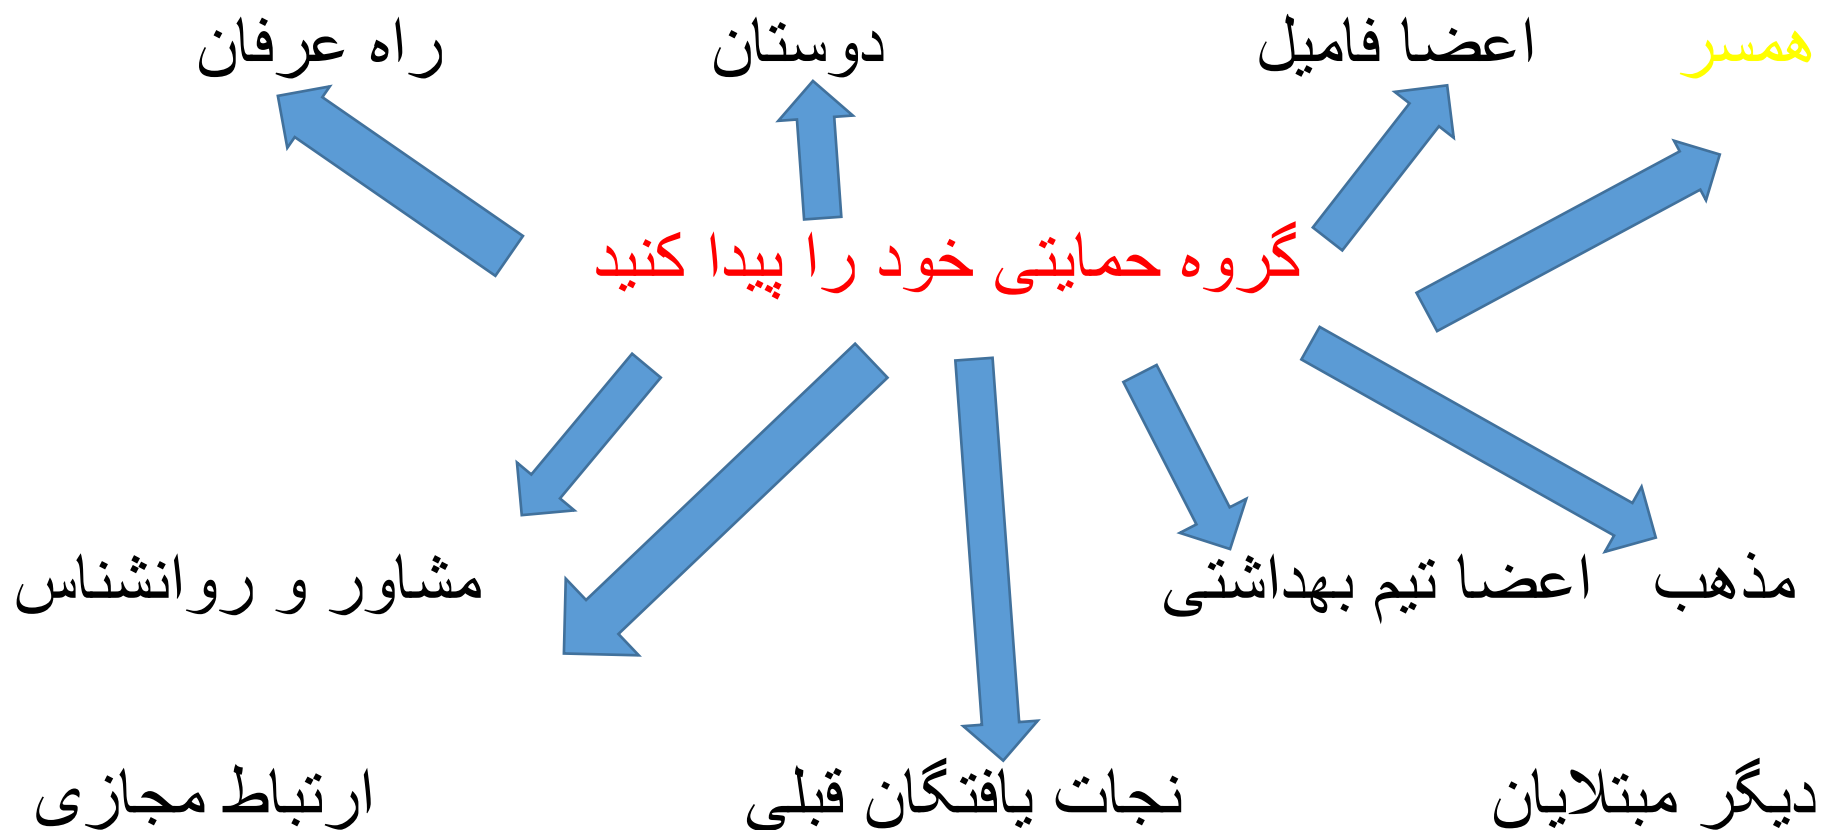 همسر اعضا فامیل دوستان راه عرفان
گروه حمایتی خود را پیدا کنید
مذهب اعضا تیم بهداشتی مشاور و روانشناس
دیگر مبتلایان نجات یافتگان قبلی ارتباط مجازی